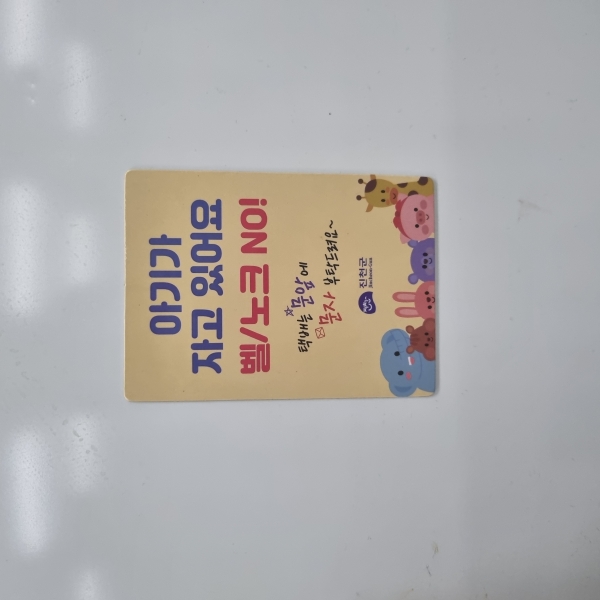 아기가
자고 있어요
벨/노크 NO!
택배는 문앞에
문자 부탁드려요~
진천군